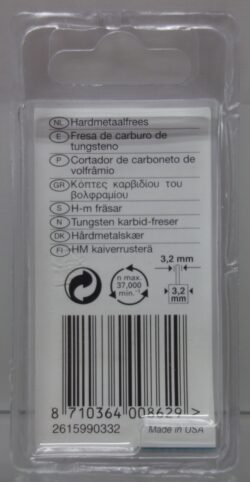 NL Hardmetaalfrees
E Fresa de carburo de
tungsteno
P Cortador de carboneto de
volfrâmio
GR Κόπτες καρβιδίου του
βολφραμίου
S H-m fräsar
N Tungsten karbid-freser
DK Hårdmetalskær
FI HM kaiverrusterä
3,2 mm
n max.
37,000
min.⁻¹
3,2
mm
8 710364 008629 >
2615990332
Made in USA